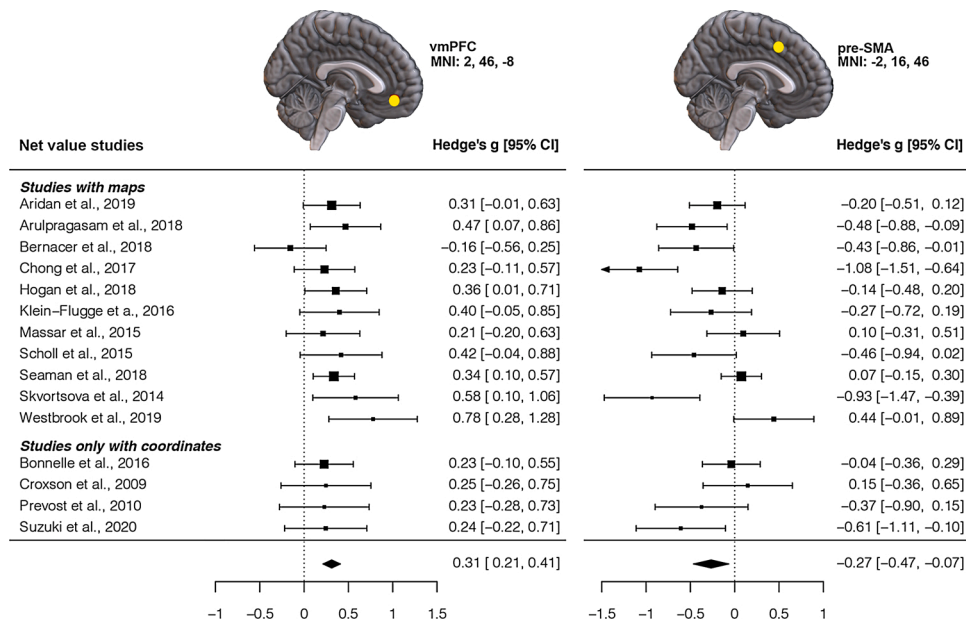 vmPFC
MNI: 2, 46, -8
pre-SMA
MNI: -2, 16, 46
Net value studies Hedge's g [95% CI] Hedge's g [95% CI]
Studies with maps
Aridan et al., 2019 0.31 [−0.01, 0.63] −0.20 [−0.51, 0.12]
Arulpragasam et al., 2018 0.47 [ 0.07, 0.86] −0.48 [−0.88, −0.09]
Bernacer et al., 2018 −0.16 [−0.56, 0.25] −0.43 [−0.86, −0.01]
Chong et al., 2017 0.23 [−0.11, 0.57] −1.08 [−1.51, −0.64]
Hogan et al., 2018 0.36 [ 0.01, 0.71] −0.14 [−0.48, 0.20]
Klein−Flugge et a., 2016 0.40 [−0.05, 0.85] −0.27 [−0.72, 0.19]
Massar et al., 2015 0.21 [−0.20, 0.63] 0.10 [−0.31, 0.51]
Scholl et al., 2015 0.42 [−0.04, 0.88] −0.46 [−0.94, 0.02]
Seaman et al., 2018 0.34 [ 0.10, 0.57] 0.07 [−0.15, 0.30]
Skvortsova et al., 2014 0.58 [ 0.10, 1.06] −0.93 [−1.47, −0.39]
Westbrook et al., 2019 0.78 [ 0.28, 1.28] 0.44 [−0.01, 0.89]
Studies only with coordinates
Bonnelle et al., 2016 0.23 [−0.10, 0.55] −0.04 [−0.36, 0.29]
Croxson et al., 2009 0.25 [−0.26, 0.75] 0.15 [−0.36, 0.65]
Prevost et al., 2010 0.23 [−0.28, 0.73] −0.37 [−0.90, 0.15]
Suzuki et al., 2020 0.24 [−0.22, 0.71] −0.61 [−1.11, −0.10]
0.31 [ 0.21, 0.41] −0.27 [−0.47, −0.07]
−1 −0.5 0 0.5 1 1.5 −1.5 −1 −0.5 0 0.5 1